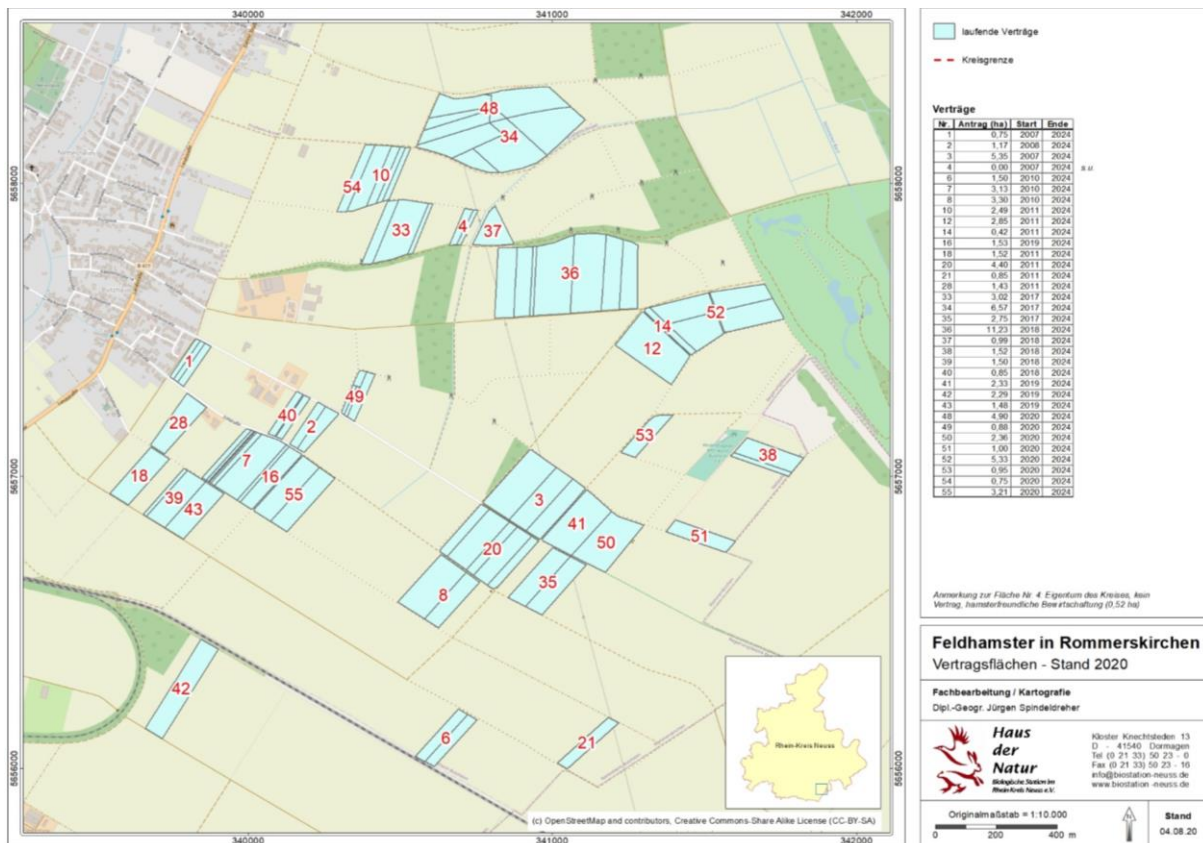 340000 341000 342000
5658000 5658000
5657000 5657000
5656000 5656000
48
34
54 10
33 4 37
36
52
14
12
1
49
40 2
28
53
38
7
16
18 55
39
43
3
41
50
51
20
35
8
42
6 21
Rhein-Kreis Neuss
(c) OpenStreetMap and contributors, Creative Commons-Share Alike License (CC-BY-SA)
340000 341000 342000
laufende Verträge
Kreisgrenze
Verträge
Nr. Antrag (ha) Start Ende
1 0,75 2007 2024
2 1,17 2008 2024
3 5,35 2007 2024
4 0,00 2007 2024 s.u.
6 1,50 2010 2024
7 3,13 2010 2024
8 3,30 2010 2024
10 2,49 2011 2024
12 2,85 2011 2024
14 0,42 2011 2024
16 1,53 2019 2024
18 1,52 2011 2024
20 4,40 2011 2024
21 0,85 2011 2024
28 1,43 2011 2024
33 3,02 2017 2024
34 6,57 2017 2024
35 2,75 2017 2024
36 11,23 2018 2024
37 0,99 2018 2024
38 1,52 2018 2024
39 1,50 2018 2024
40 0,85 2018 2024
41 2,33 2019 2024
42 2,29 2019 2024
43 1,48 2019 2024
48 4,90 2020 2024
49 0,88 2020 2024
50 2,36 2020 2024
51 1,00 2020 2024
52 5,33 2020 2024
53 0,95 2020 2024
54 0,75 2020 2024
55 3,21 2020 2024
Anmerkung zur Fläche Nr. 4: Eigentum des Kreises, kein
Vertrag, hamsterfreundliche Bewirtschaftung (0,52 ha)
Feldhamster in Rommerskirchen
Vertragsflächen - Stand 2020
Fachbearbeitung / Kartografie
Dipl.-Geogr. Jürgen Spindeldreher
Haus
der
Natur
Biologische Station im
Rhein-Kreis Neuss e.V.
Kloster Knechtsteden 13
D - 41540 Dormagen
Tel (0 21 33) 50 23 - 0
Fax (0 21 33) 50 23 - 16
info@biostation-neuss.de
www.biostation-neuss.de
Originalmaßstab = 1:10.000
0 200 400 m
N
Stand
04.08.20